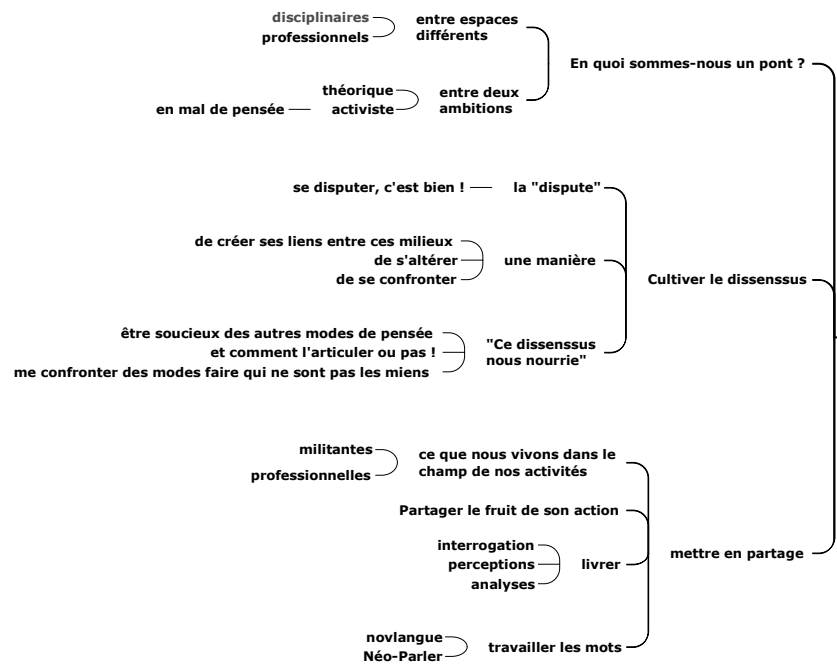 disciplinaires
professionnels
entre espaces
différents
En quoi sommes-nous un pont ?
théorique
activiste
en mal de pensée
entre deux
ambitions
se disputer, c'est bien !
la "dispute"
de créer ses liens entre ces milieux
de s'altérer
de se confronter
une manière
Cultiver le dissenssus
être soucieux des autres modes de pensée
et comment l'articuler ou pas !
me confronter des modes faire qui ne sont pas les miens
"Ce dissenssus
nous nourrie"
militantes
professionnelles
ce que nous vivons dans le
champ de nos activités
Partager le fruit de son action
interrogation
perceptions
analyses
livrer
mettre en partage
novlangue
Néo-Parler
travailler les mots